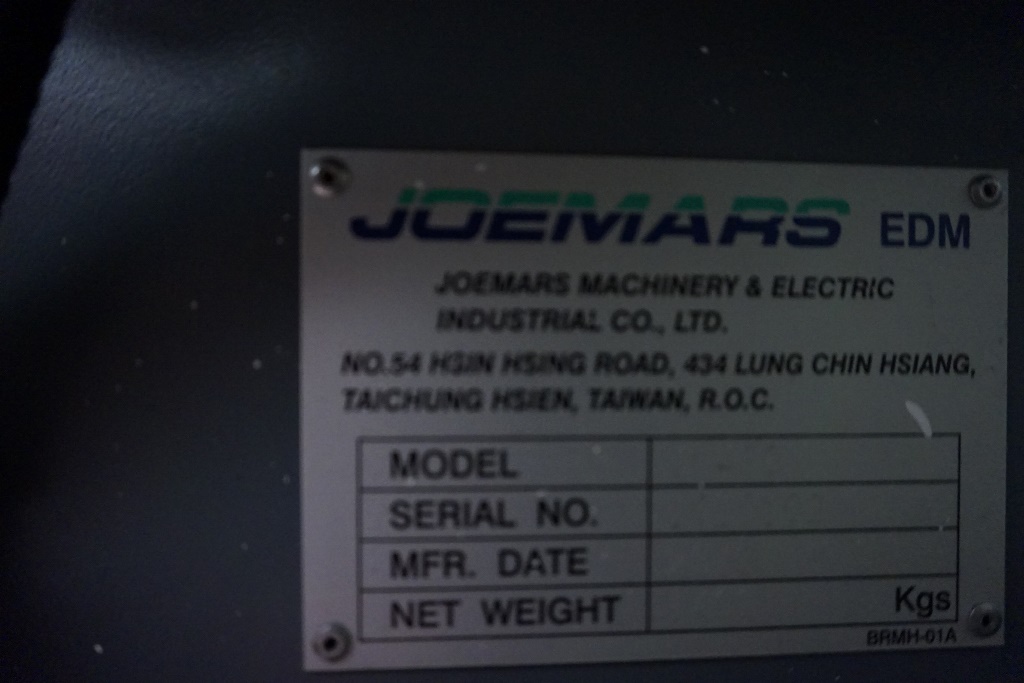 JOEMARS EDM
JOEMARS MACHINERY & ELECTRIC
INDUSTRIAL CO., LTD.
NO.54 HSIN HSING ROAD, 434 LUNG CHIN HSIANG,
TAICHUNG HSIEN, TAIWAN, R.O.C.
MODEL
SERIAL NO.
MFR. DATE
NET WEIGHT Kgs
BRMH-01A